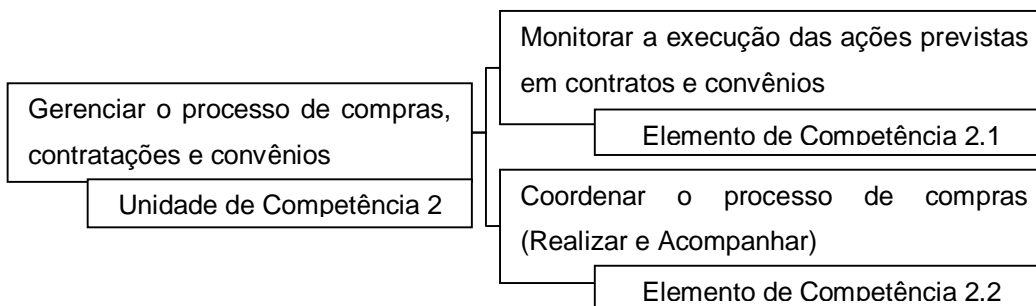 Gerenciar o processo de compras,
contratações e convênios
Unidade de Competência 2
Monitorar a execução das ações previstas
em contratos e convênios
Elemento de Competência 2.1
Coordenar o processo de compras
(Realizar e Acompanhar)
Elemento de Competência 2.2